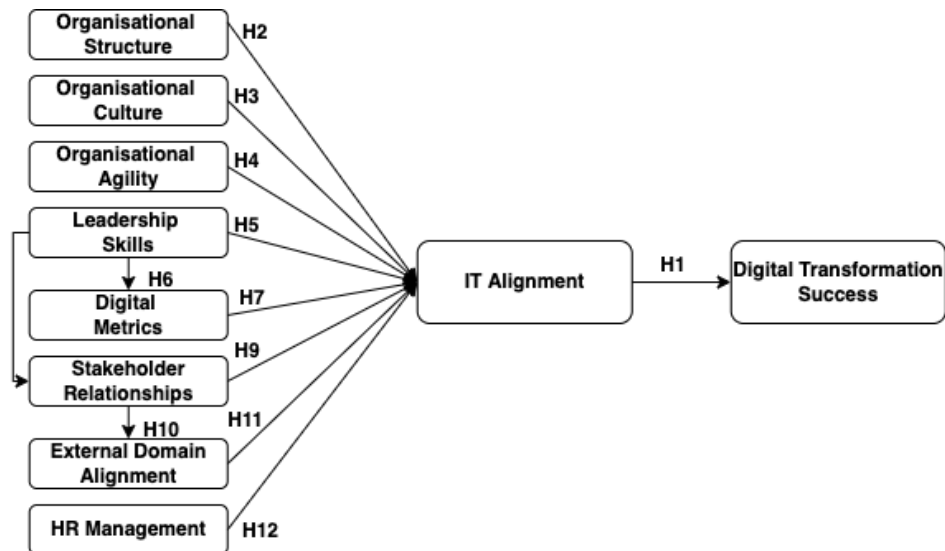 Organisational
Structure
H2
Organisational
Culture
H3
Organisational
Agility
H4
Leadership
Skills
H5
H6
Digital
Metrics
H7
Stakeholder
Relationships
H9
H10
External Domain
Alignment
H11
HR Management
H12
IT Alignment
H1
Digital Transformation
Success